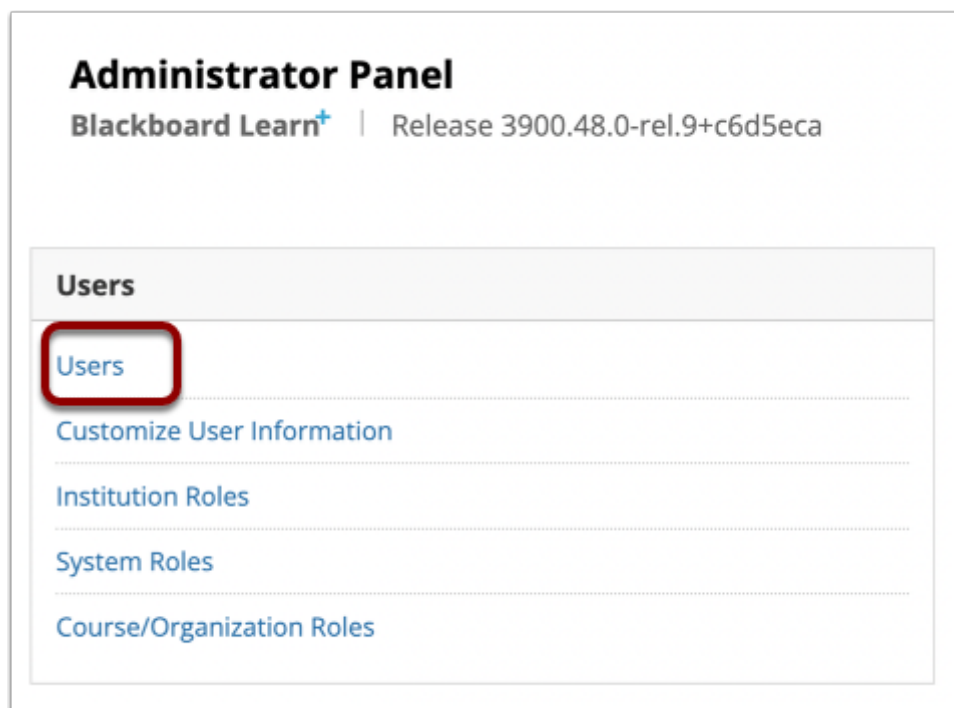 Administrator Panel
Blackboard Learn+ | Release 3900.48.0-rel.9+c6d5eca
Users
Users
Customize User Information
Institution Roles
System Roles
Course/Organization Roles